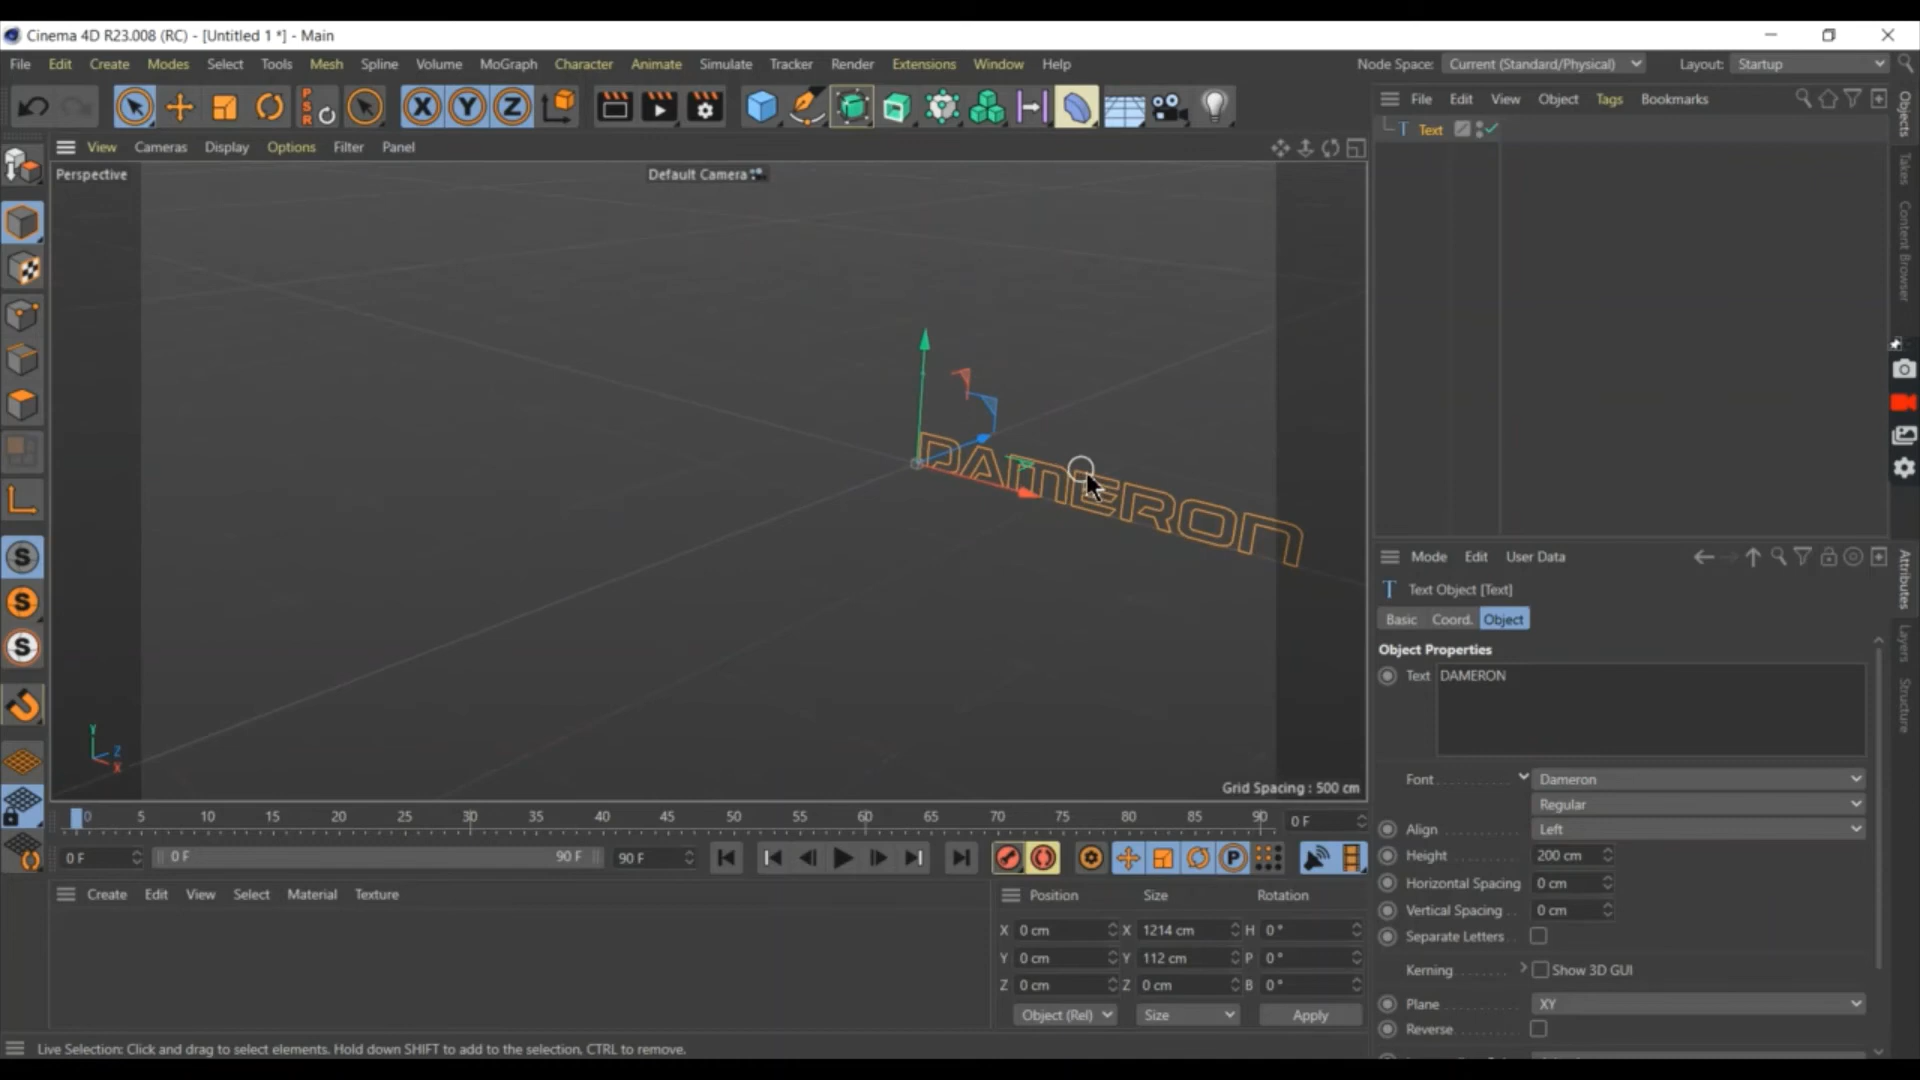 Cinema 4D R23.008 (RC) - [Untitled 1 *] - Main
File Edit Create Modes Select Tools Mesh Spline Volume MoGraph Character Animate Simulate Tracker Render Extensions Window Help
Node Space: Current (Standard/Physical) Layout: Startup
PSR X Y Z
File Edit View Object Tags Bookmarks
Text
View Cameras Display Options Filter Panel
Perspective
Default Camera
DAMERON
Y Z X
Grid Spacing : 500 cm
Objects
Takes
Content Browser
Attributes
Layers
Structure
Mode Edit User Data
Text Object [Text]
Basic Coord. Object
Object Properties
Text DAMERON
Font Dameron
Regular
Align Left
Height 200 cm
Horizontal Spacing 0 cm
Vertical Spacing 0 cm
Separate Letters
Kerning Show 3D GUI
Plane XY
Reverse
S
S
S
0 5 10 15 20 25 30 35 40 45 50 55 60 65 70 75 80 85 90 0 F
0 F 0 F 90 F 90 F P
Create Edit View Select Material Texture
Position Size Rotation
X 0 cm X 1214 cm H 0 °
Y 0 cm Y 112 cm P 0 °
Z 0 cm Z 0 cm B 0 °
Object (Rel) Size Apply
Live Selection: Click and drag to select elements. Hold down SHIFT to add to the selection, CTRL to remove.